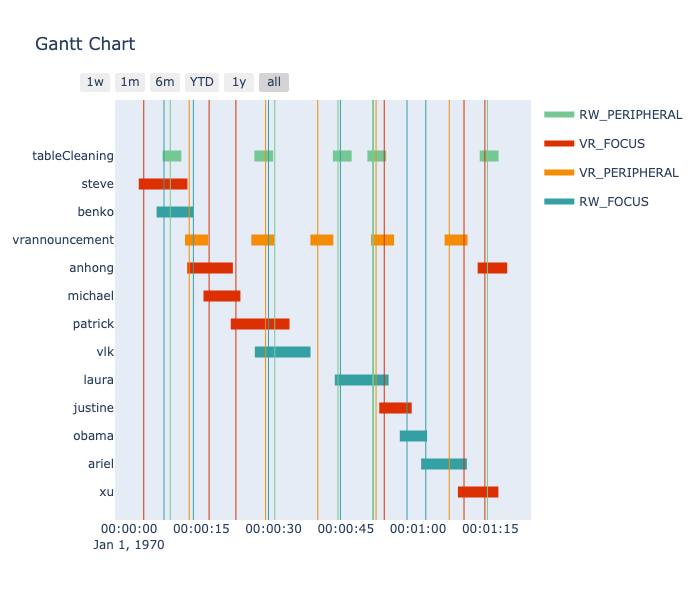 Gantt Chart
1w 1m 6m YTD 1y all
RW_PERIPHERAL
VR_FOCUS
VR_PERIPHERAL
RW_FOCUS
tableCleaning
steve
benko
vrannouncement
anhong
michael
patrick
vlk
laura
justine
obama
ariel
xu
00:00:00 00:00:15 00:00:30 00:00:45 00:01:00 00:01:15
Jan 1, 1970